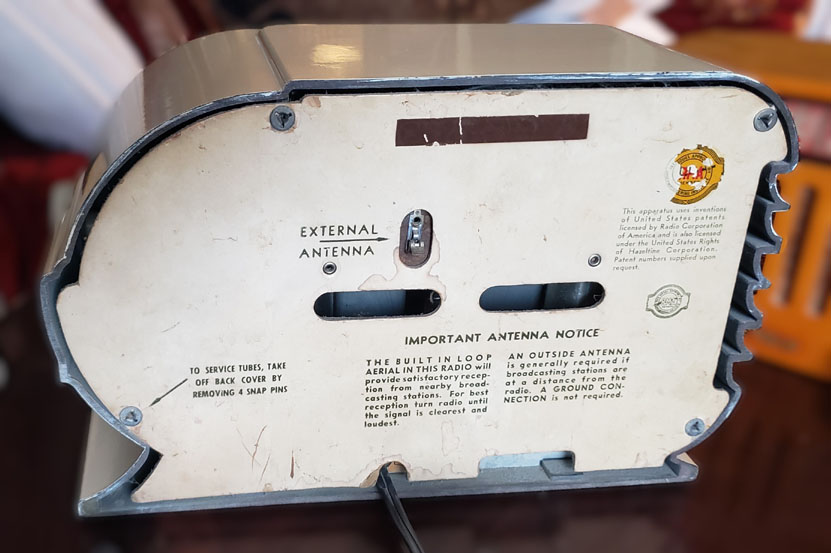 EXTERNAL
ANTENNA
This apparatus uses inventions
of United States patents
licensed by Radio Corporation
of America and is also licensed
under the United States Rights
of Hazeltine Corporation.
Patent numbers supplied upon
request.
IMPORTANT ANTENNA NOTICE
THE BUILT IN LOOP
AERIAL IN THIS RADIO will
provide satisfactory recep-
tion from nearby broad-
casting stations. For best
reception turn radio until
the signal is clearest and
loudest.
AN OUTSIDE ANTENNA
is generally required if
broadcasting stations are
at a distance from the
radio. A GROUND CON-
NECTION is not required.
TO SERVICE TUBES, TAKE
OFF BACK COVER BY
REMOVING 4 SNAP PINS